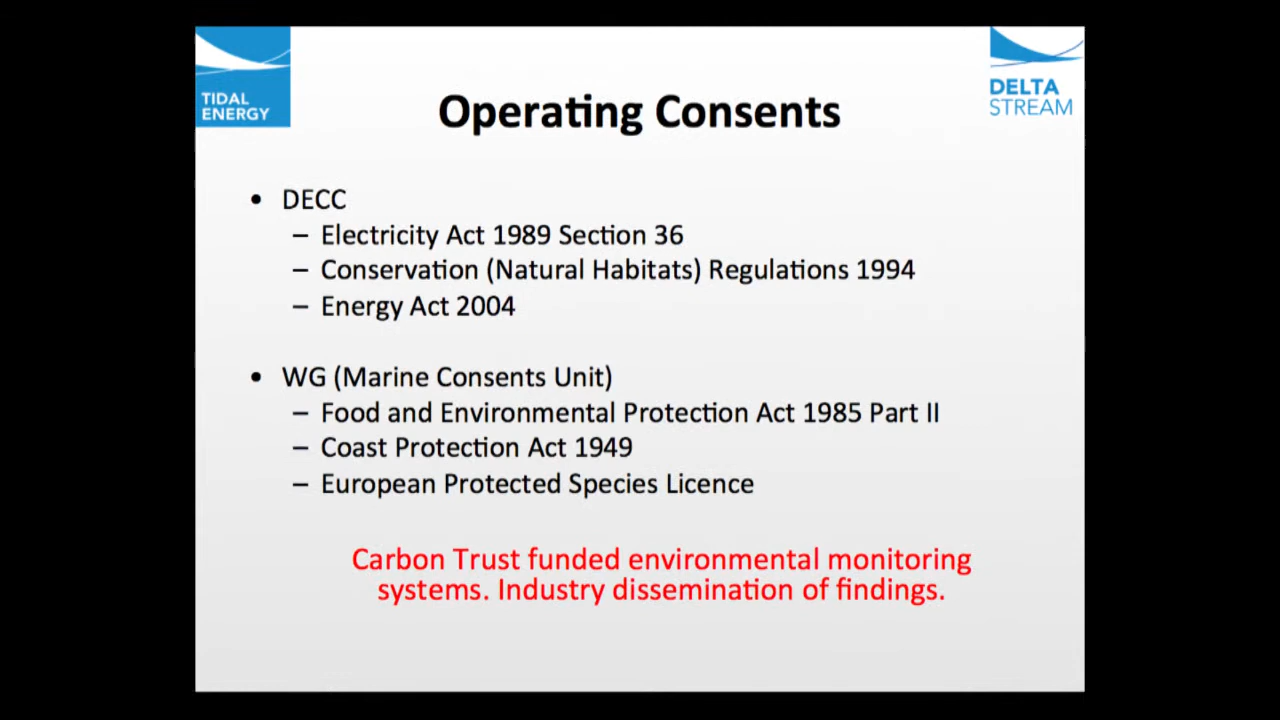 TIDAL
ENERGY
DELTA
STREAM
Operating Consents
• DECC
– Electricity Act 1989 Section 36
– Conservation (Natural Habitats) Regulations 1994
– Energy Act 2004
• WG (Marine Consents Unit)
– Food and Environmental Protection Act 1985 Part II
– Coast Protection Act 1949
– European Protected Species Licence
Carbon Trust funded environmental monitoring
systems. Industry dissemination of findings.